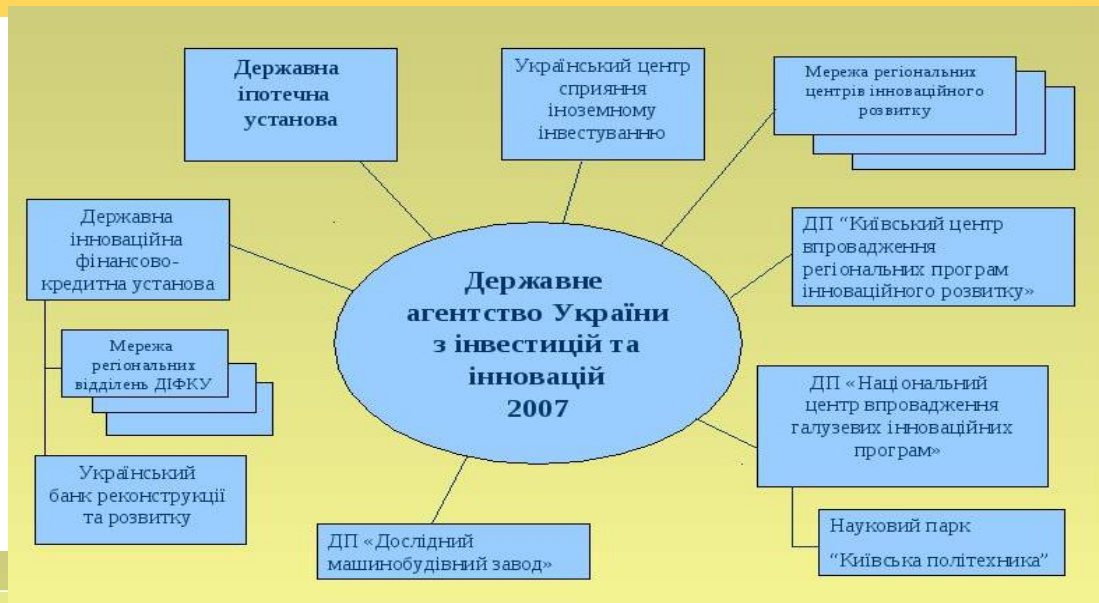 Державна
іпотечна
установа
Український центр
сприяння
іноземному
інвестуванню
Мережа регіональних
центрів інноваційного
розвитку
Державна
інноваційна
фінансово-
кредитна установа
ДП “Київський центр
впровадження
регіональних програм
інноваційного розвитку»
Державне
агентство України
з інвестицій та
інновацій
2007
Мережа
регіональних
відділень ДІФКУ
ДП «Національний
центр впровадження
галузевих інноваційних
програм»
Український
банк реконструкції
та розвитку
ДП «Дослідний
машинобудівний завод»
Науковий парк
“Київська політехника”